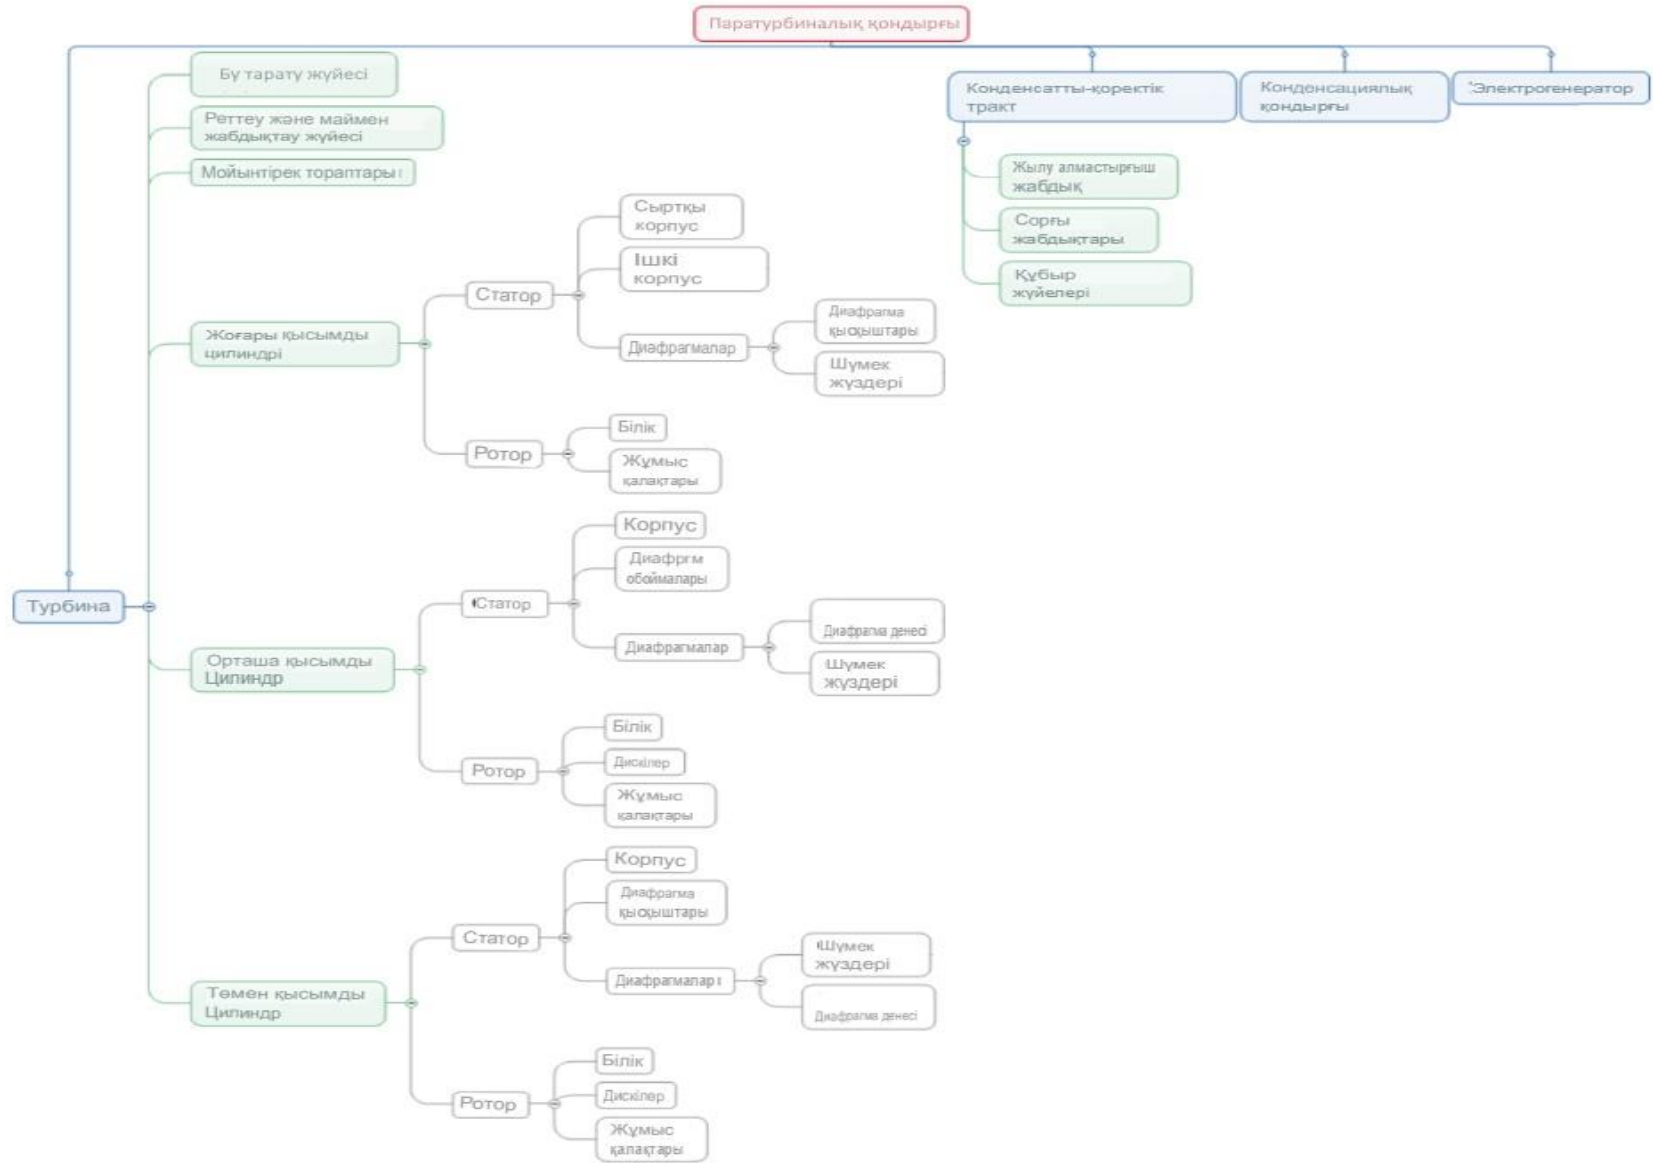 Паратурбиналық қондырғы
Бу тарату жүйесі
Реттеу және маймен
жабдықтау жүйесі
Мойынтірек тораптары
Конденсатты-қоректік
тракт
Конденсациялық
қондырғы
Электрогенератор
Жылу алмастырғыш
жабдық
Сорғы
жабдықтары
Құбыр
жүйелері
Турбина
Жоғары қысымды
цилиндрі
Статор
Сыртқы
корпус
Ішкі
корпус
Диафрагмалар
Диафрагма
қысқыштары
Шүмек
жүздері
Ротор
Білік
Жұмыс
қалақтары
Орташа қысымды
Цилиндр
Статор
Корпус
Диафргм
обоймалары
Диафрагмалар
Диафрагма денесі
Шүмек
жүздері
Ротор
Білік
Дискілер
Жұмыс
қалақтары
Төмен қысымды
Цилиндр
Статор
Корпус
Диафрагма
қысқыштары
Диафрагмалар
Шүмек
жүздері
Диафрагма денесі
Ротор
Білік
Дискілер
Жұмыс
қалақтары